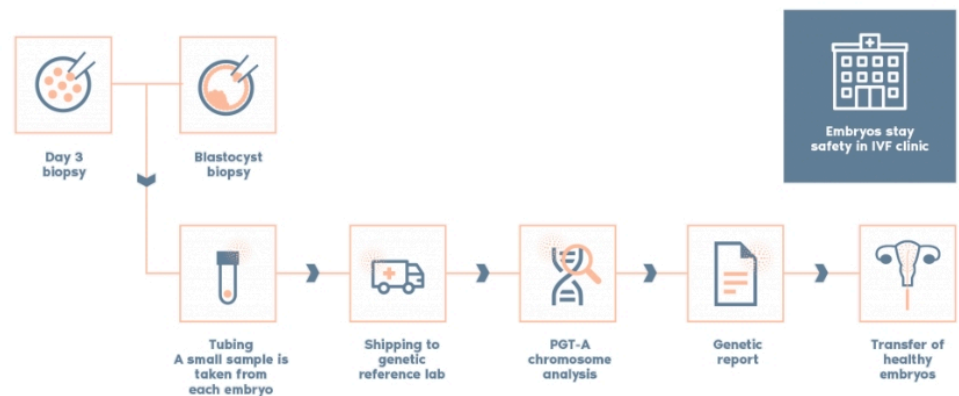 Embryos stay
safety in IVF clinic
Day 3
biopsy
Blastocyst
biopsy
Tubing
A small sample is
taken from
each embryo
Shipping to
genetic
reference lab
PGT-A
chromosome
analysis
Genetic
report
Transfer of
healthy
embryos